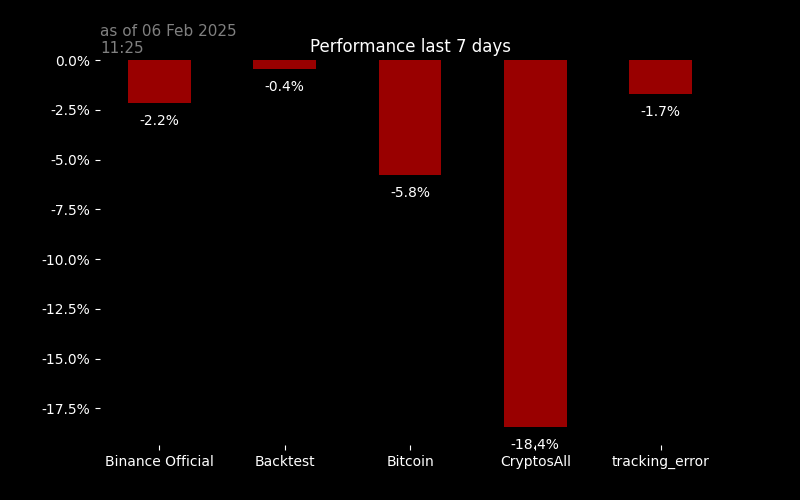 as of 06 Feb 2025
11:25
Performance last 7 days
0.0%
-2.5%
-5.0%
-7.5%
-10.0%
-12.5%
-15.0%
-17.5%
-2.2%
-0.4%
-5.8%
-18.4%
-1.7%
Binance Official
Backtest
Bitcoin
CryptosAll
tracking_error